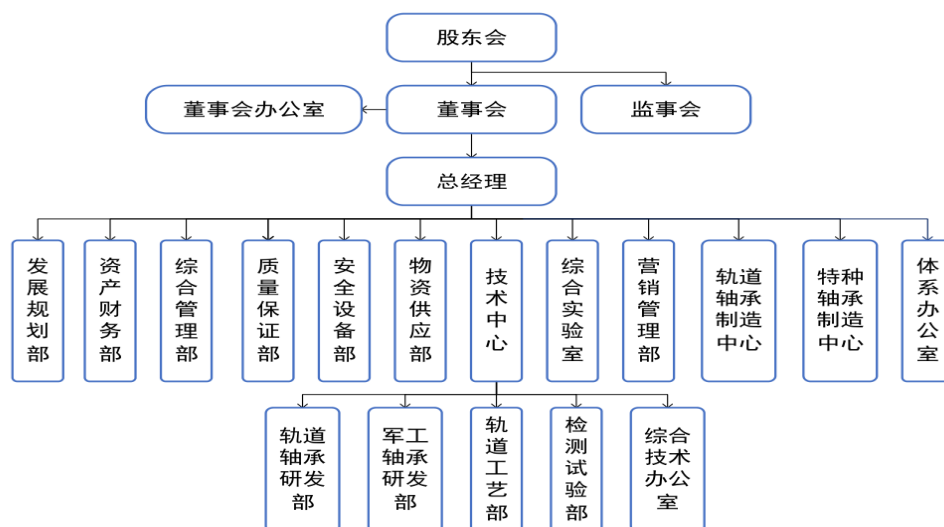 股东会
董事会办公室
董事会
监事会
总经理
发展规划部
资产财务部
综合管理部
质量保证部
安全设备部
物资供应部
技术中心
综合实验室
营销管理部
轨道轴承制造中心
特种轴承制造中心
体系办公室
轨道轴承研发部
军工轴承研发部
轨道工艺部
检测试验部
综合技术办公室